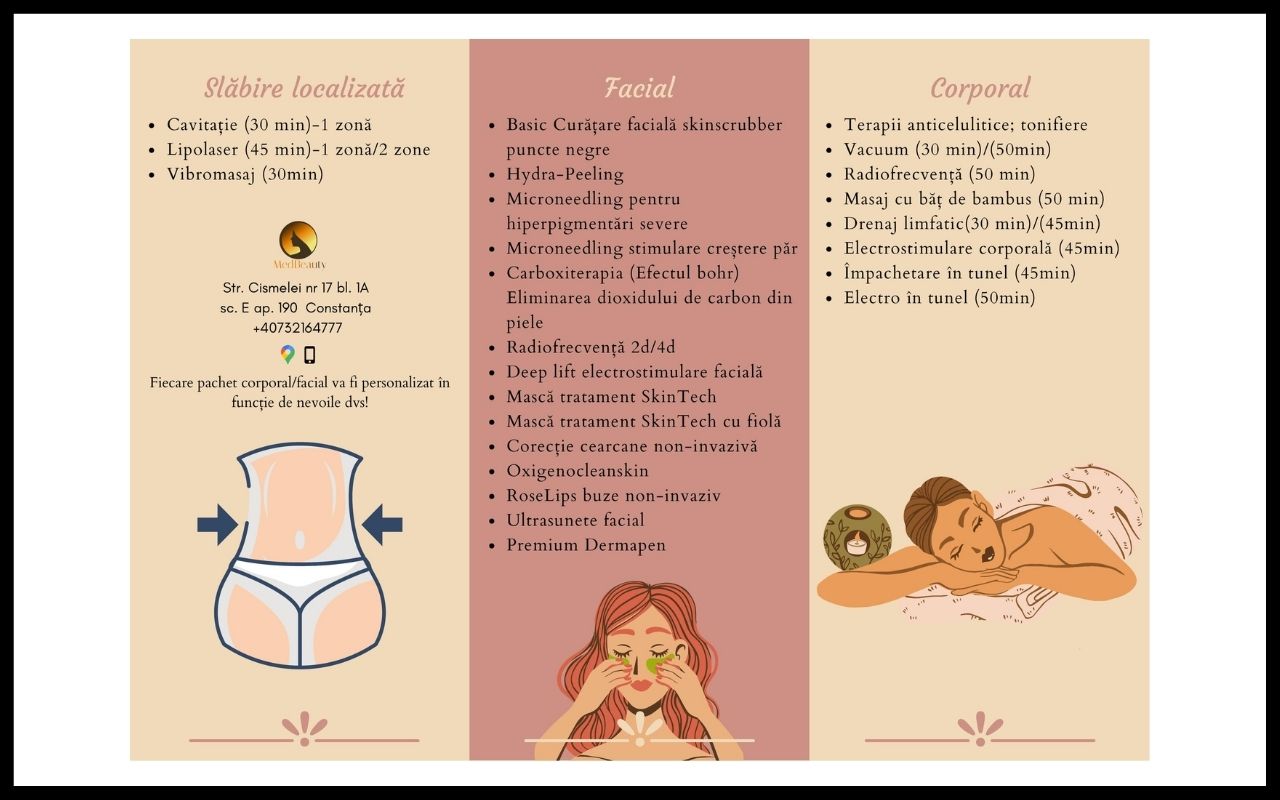 Slăbire localizată
Cavitație (30 min)-1 zonă
Lipolaser (45 min)-1 zonă/2 zone
Vibromasaj (30min)
MedBeauty
Str. Cismelei nr 17 bl. 1A
sc. E ap. 190 Constanța
+40732164777
Fiecare pachet corporal/facial va fi personalizat în
funcție de nevoile dvs!
Facial
Basic Curățare facială skinscrubber
puncte negre
Hydra-Peeling
Microneedling pentru
hiperpigmentări severe
Microneedling stimulare creștere păr
Carboxiterapia (Efectul bohr)
Eliminarea dioxidului de carbon din
piele
Radiofrecvență 2d/4d
Deep lift electrostimulare facială
Mască tratament SkinTech
Mască tratament SkinTech cu fiolă
Corecție cearcane non-invazivă
Oxigenocleanskin
RoseLips buze non-invaziv
Ultrasunete facial
Premium Dermapen
Corporal
Terapii anticelulitice; tonifiere
Vacuum (30 min)/(50min)
Radiofrecvență (50 min)
Masaj cu băț de bambus (50 min)
Drenaj limfatic(30 min)/(45min)
Electrostimulare corporală (45min)
Împachetare în tunel (45min)
Electro în tunel (50min)